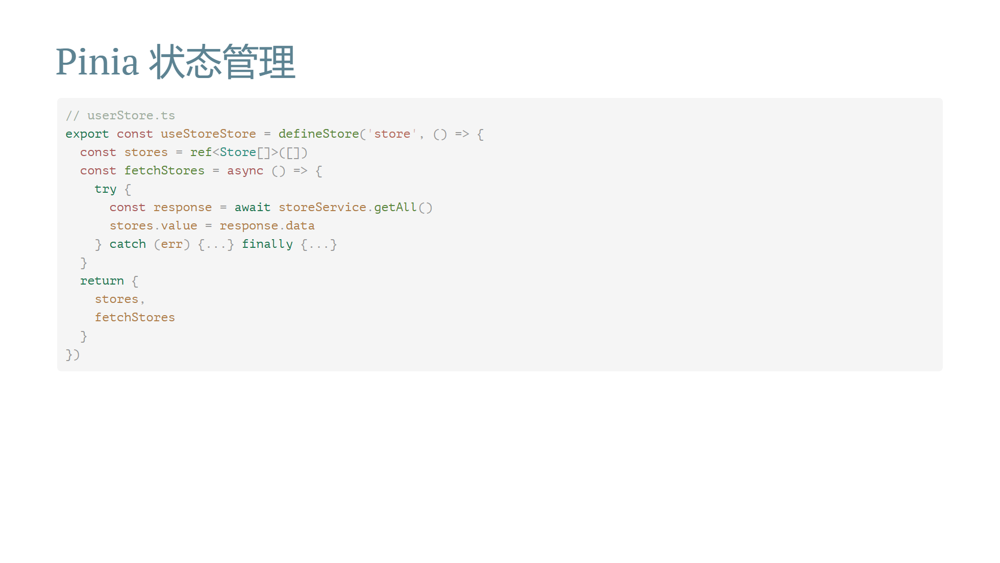 Pinia 状态管理
// userStore.ts
export const useStoreStore = defineStore('store', () => {
  const stores = ref<Store[]>([])
  const fetchStores = async () => {
    try {
      const response = await storeService.getAll()
      stores.value = response.data
    } catch (err) {...} finally {...}
  }
  return {
    stores,
    fetchStores
  }
})